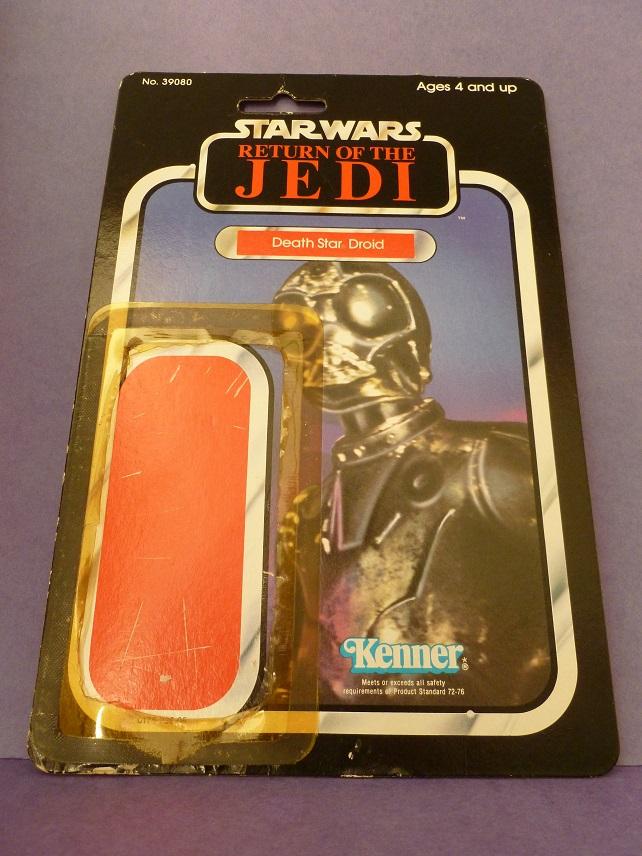 No. 39080
Ages 4 and up
STAR WARS
RETURN OF THE
JEDI
™
Death Star Droid
Kenner®
Meets or exceeds all safety
requirements of Product Standard 72-76